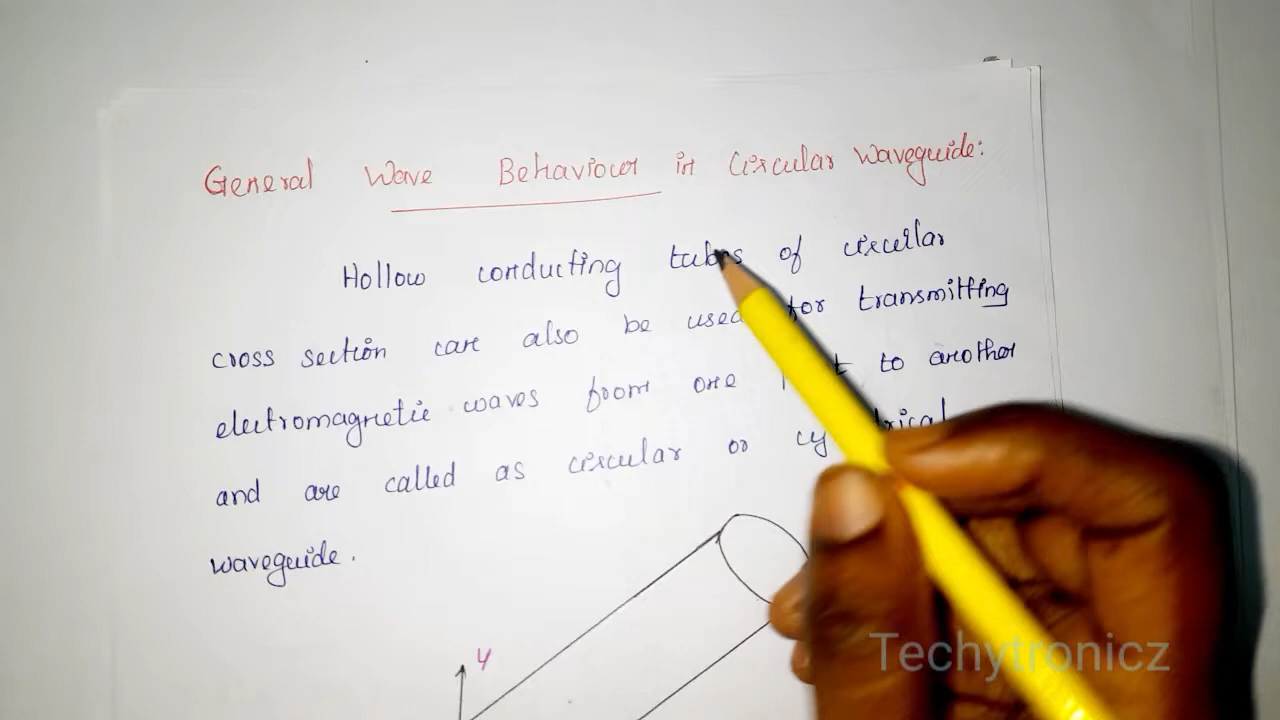 General Wave Behaviour in Circular Waveguide:
Hollow conducting tubes of circular
cross section can also be used for transmitting
electromagnetic waves from one to another
and are called as circular or
waveguide.
Y
Techytronicz